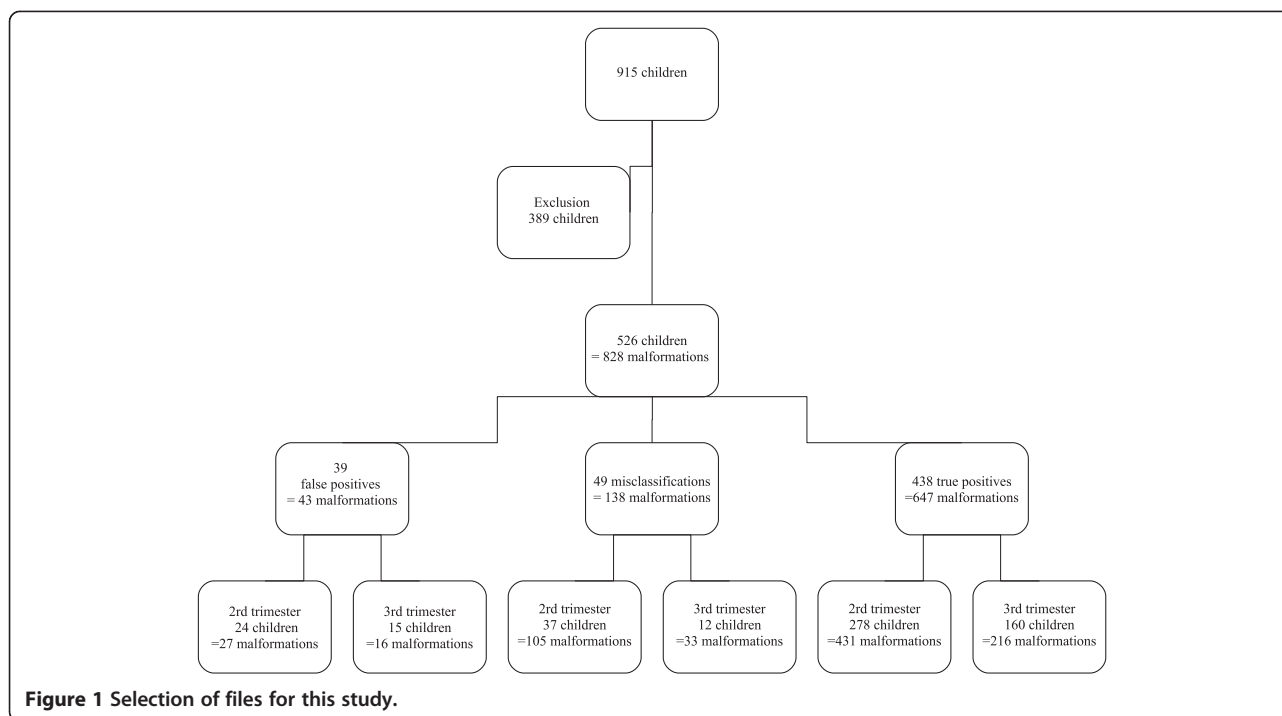 915 children
Exclusion
389 children
526 children
= 828 malformations
39
false positives
= 43 malformations
49 misclassifications
= 138 malformations
438 true positives
=647 malformations
2rd trimester
24 children
=27 malformations
3rd trimester
15 children
=16 malformations
2rd trimester
37 children
=105 malformations
3rd trimester
12 children
=33 malformations
2rd trimester
278 children
=431 malformations
3rd trimester
160 children
=216 malformations
Figure 1 Selection of files for this study.